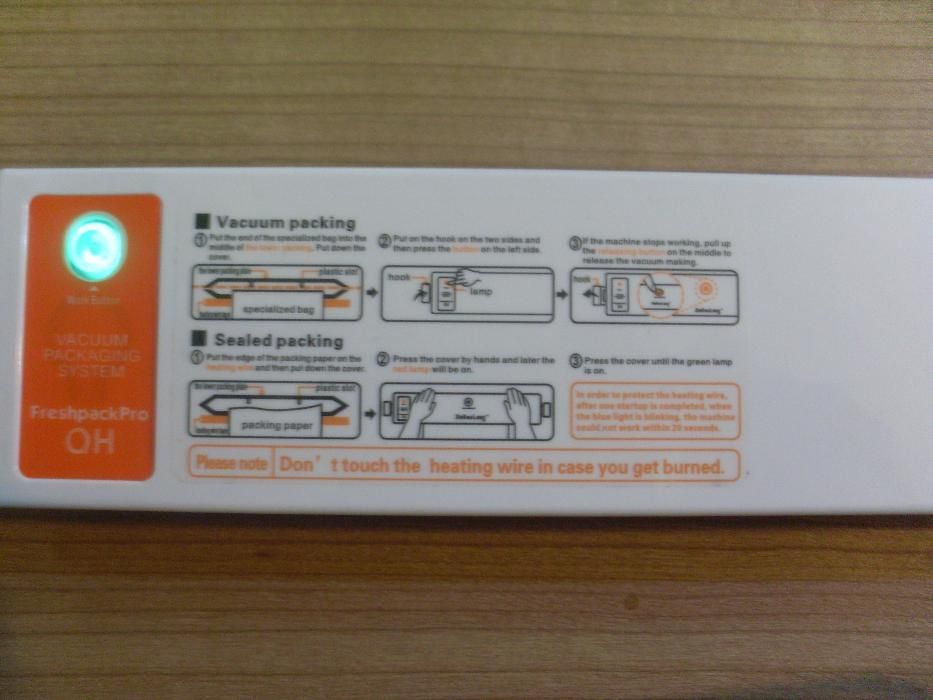 Work Button
VACUUM
PACKAGING
SYSTEM
FreshpackPro
QH
Vacuum packing
① Put the end of the specialized bag into the
middle of the lower packing. Put down the
cover.
the lower packing plate
plastic slot
specialized bag
② Put on the hook on the two sides and
then press the button on the left side.
hook
lamp
③ If the machine stops working, pull up
the releasing button on the middle to
release the vacuum making.
hook
Sealed packing
① Put the edge of the packing paper on the
heating wire and then put down the cover.
the lower packing plate
plastic slot
packing paper
② Press the cover by hands and later the
red lamp will be on.
③ Press the cover until the green lamp
is on.
In order to protect the heating wire,
after one startup is completed, when
the blue light is blinking, the machine
could not work within 20 seconds.
Please note
Don't touch the heating wire in case you get burned.